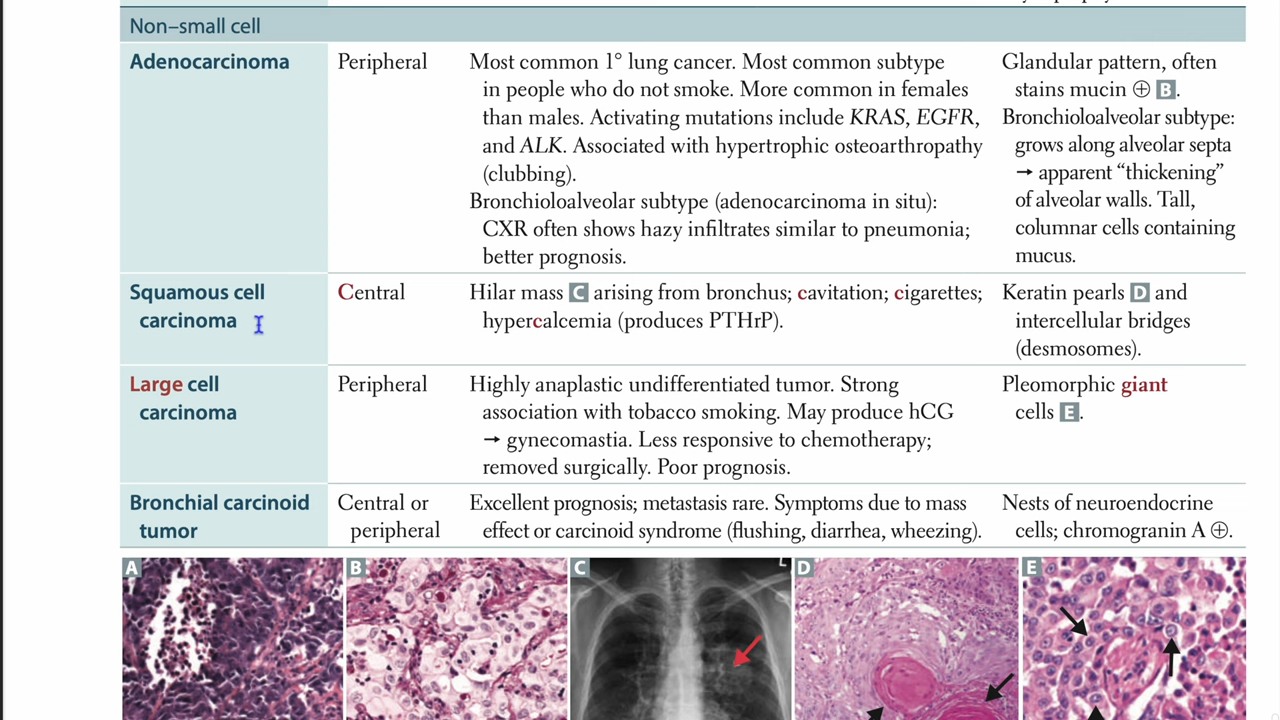 Non–small cell
Adenocarcinoma
Peripheral
Most common 1° lung cancer. Most common subtype
in people who do not smoke. More common in females
than males. Activating mutations include KRAS, EGFR,
and ALK. Associated with hypertrophic osteoarthropathy
(clubbing).
Bronchioloalveolar subtype (adenocarcinoma in situ):
CXR often shows hazy infiltrates similar to pneumonia;
better prognosis.
Glandular pattern, often
stains mucin ⊕ B.
Bronchioloalveolar subtype:
grows along alveolar septa
→ apparent “thickening”
of alveolar walls. Tall,
columnar cells containing
mucus.
Squamous cell
carcinoma
Central
Hilar mass C arising from bronchus; cavitation; cigarettes;
hypercalcemia (produces PTHrP).
Keratin pearls D and
intercellular bridges
(desmosomes).
Large cell
carcinoma
Peripheral
Highly anaplastic undifferentiated tumor. Strong
association with tobacco smoking. May produce hCG
→ gynecomastia. Less responsive to chemotherapy;
removed surgically. Poor prognosis.
Pleomorphic giant
cells E.
Bronchial carcinoid
tumor
Central or
peripheral
Excellent prognosis; metastasis rare. Symptoms due to mass
effect or carcinoid syndrome (flushing, diarrhea, wheezing).
Nests of neuroendocrine
cells; chromogranin A ⊕.
A
B
C
L
D
E